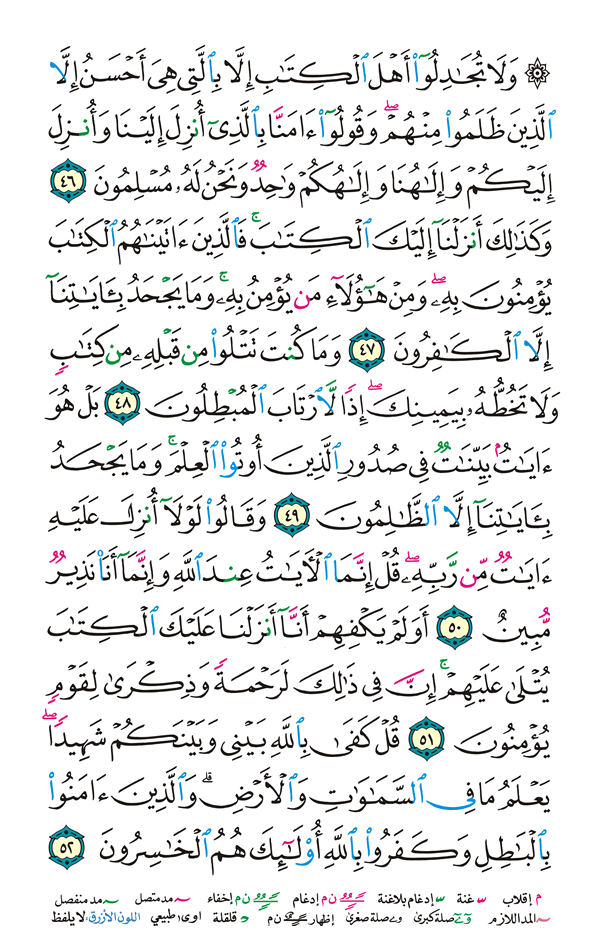 ۞ وَلَا تُجَـٰدِلُوٓا۟ أَهْلَ ٱلْكِتَـٰبِ إِلَّا بِٱلَّتِى هِىَ أَحْسَنُ إِلَّا
ٱلَّذِينَ ظَلَمُوا۟ مِنْهُمْ ۖ وَقُولُوٓا۟ ءَامَنَّا بِٱلَّذِىٓ أُنزِلَ إِلَيْنَا وَأُنزِلَ
إِلَيْكُمْ وَإِلَـٰهُنَا وَإِلَـٰهُكُمْ وَٰحِدٌ وَنَحْنُ لَهُۥ مُسْلِمُونَ ٤٦
وَكَذَٰلِكَ أَنزَلْنَآ إِلَيْكَ ٱلْكِتَـٰبَ ۚ فَٱلَّذِينَ ءَاتَيْنَـٰهُمُ ٱلْكِتَـٰبَ
يُؤْمِنُونَ بِهِۦ ۖ وَمِنْ هَـٰٓؤُلَآءِ مَن يُؤْمِنُ بِهِۦ ۚ وَمَا يَجْحَدُ بِـَٔايَـٰتِنَآ
إِلَّا ٱلْكَـٰفِرُونَ ٤٧ وَمَا كُنتَ تَتْلُوا۟ مِن قَبْلِهِۦ مِن كِتَـٰبٍ
وَلَا تَخُطُّهُۥ بِيَمِينِكَ ۖ إِذًا لَّٱرْتَابَ ٱلْمُبْطِلُونَ ٤٨ بَلْ هُوَ
ءَايَـٰتٌۢ بَيِّنَـٰتٌ فِى صُدُورِ ٱلَّذِينَ أُوتُوا۟ ٱلْعِلْمَ ۚ وَمَا يَجْحَدُ
بِـَٔايَـٰتِنَآ إِلَّا ٱلظَّـٰلِمُونَ ٤٩ وَقَالُوا۟ لَوْلَآ أُنزِلَ عَلَيْهِ
ءَايَـٰتٌ مِّن رَّبِّهِۦ ۖ قُلْ إِنَّمَا ٱلْـَٔايَـٰتُ عِندَ ٱللَّهِ وَإِنَّمَآ أَنَا۠ نَذِيرٌ
مُّبِينٌ ٥٠ أَوَلَمْ يَكْفِهِمْ أَنَّآ أَنزَلْنَا عَلَيْكَ ٱلْكِتَـٰبَ
يُتْلَىٰ عَلَيْهِمْ ۚ إِنَّ فِى ذَٰلِكَ لَرَحْمَةً وَذِكْرَىٰ لِقَوْمٍ
يُؤْمِنُونَ ٥١ قُلْ كَفَىٰ بِٱللَّهِ بَيْنِى وَبَيْنَكُمْ شَهِيدًا ۖ
يَعْلَمُ مَا فِى ٱلسَّمَـٰوَٰتِ وَٱلْأَرْضِ ۗ وَٱلَّذِينَ ءَامَنُوا۟
بِٱلْبَـٰطِلِ وَكَفَرُوا۟ بِٱللَّهِ أُو۟لَـٰٓئِكَ هُمُ ٱلْخَـٰسِرُونَ ٥٢
م إقلاب غنة إدغام بلاغنة ن م إدغام ن م إخفاء مد متصل مد منفصل
المد اللازم صلة كبرى صلة صغرى إظهار ن م قلقلة اوى: طبيعي اللون الأزرق: لا يلفظ